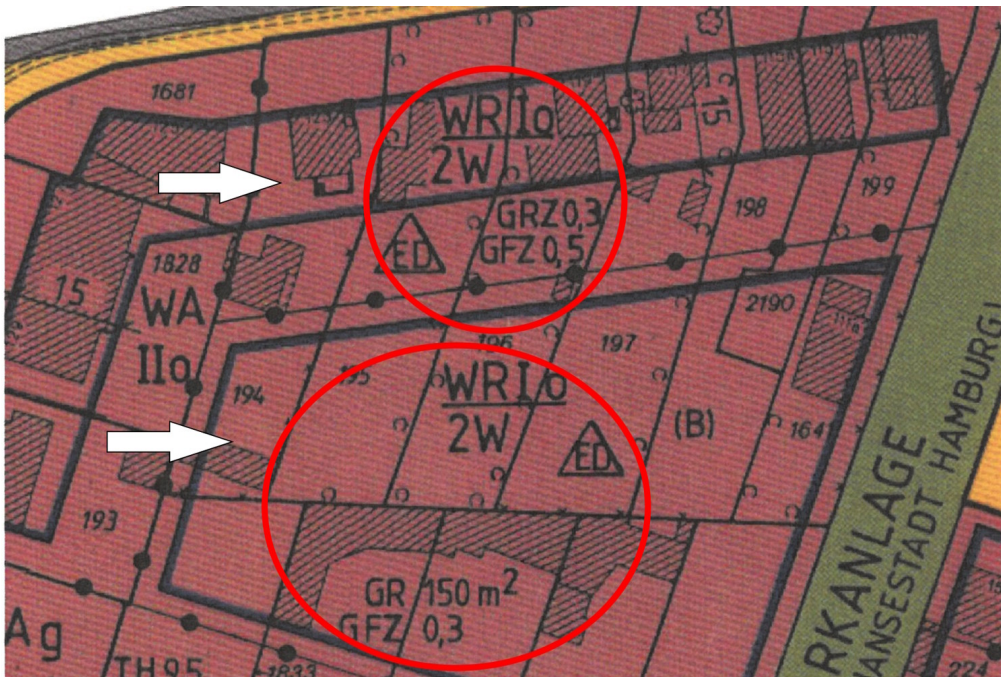 1681
WR Io
2W
15
199
198
GRZ 0,3
GFZ 0,5
ED
1828
15
WA
IIo
2190
196
197
195
194
WR Io
2W
(B)
ED
1641
193
GR 150 m²
GFZ 0,3
Ag
TH95
1833
RKANLAGE
HANSESTADT HAMBURG
224